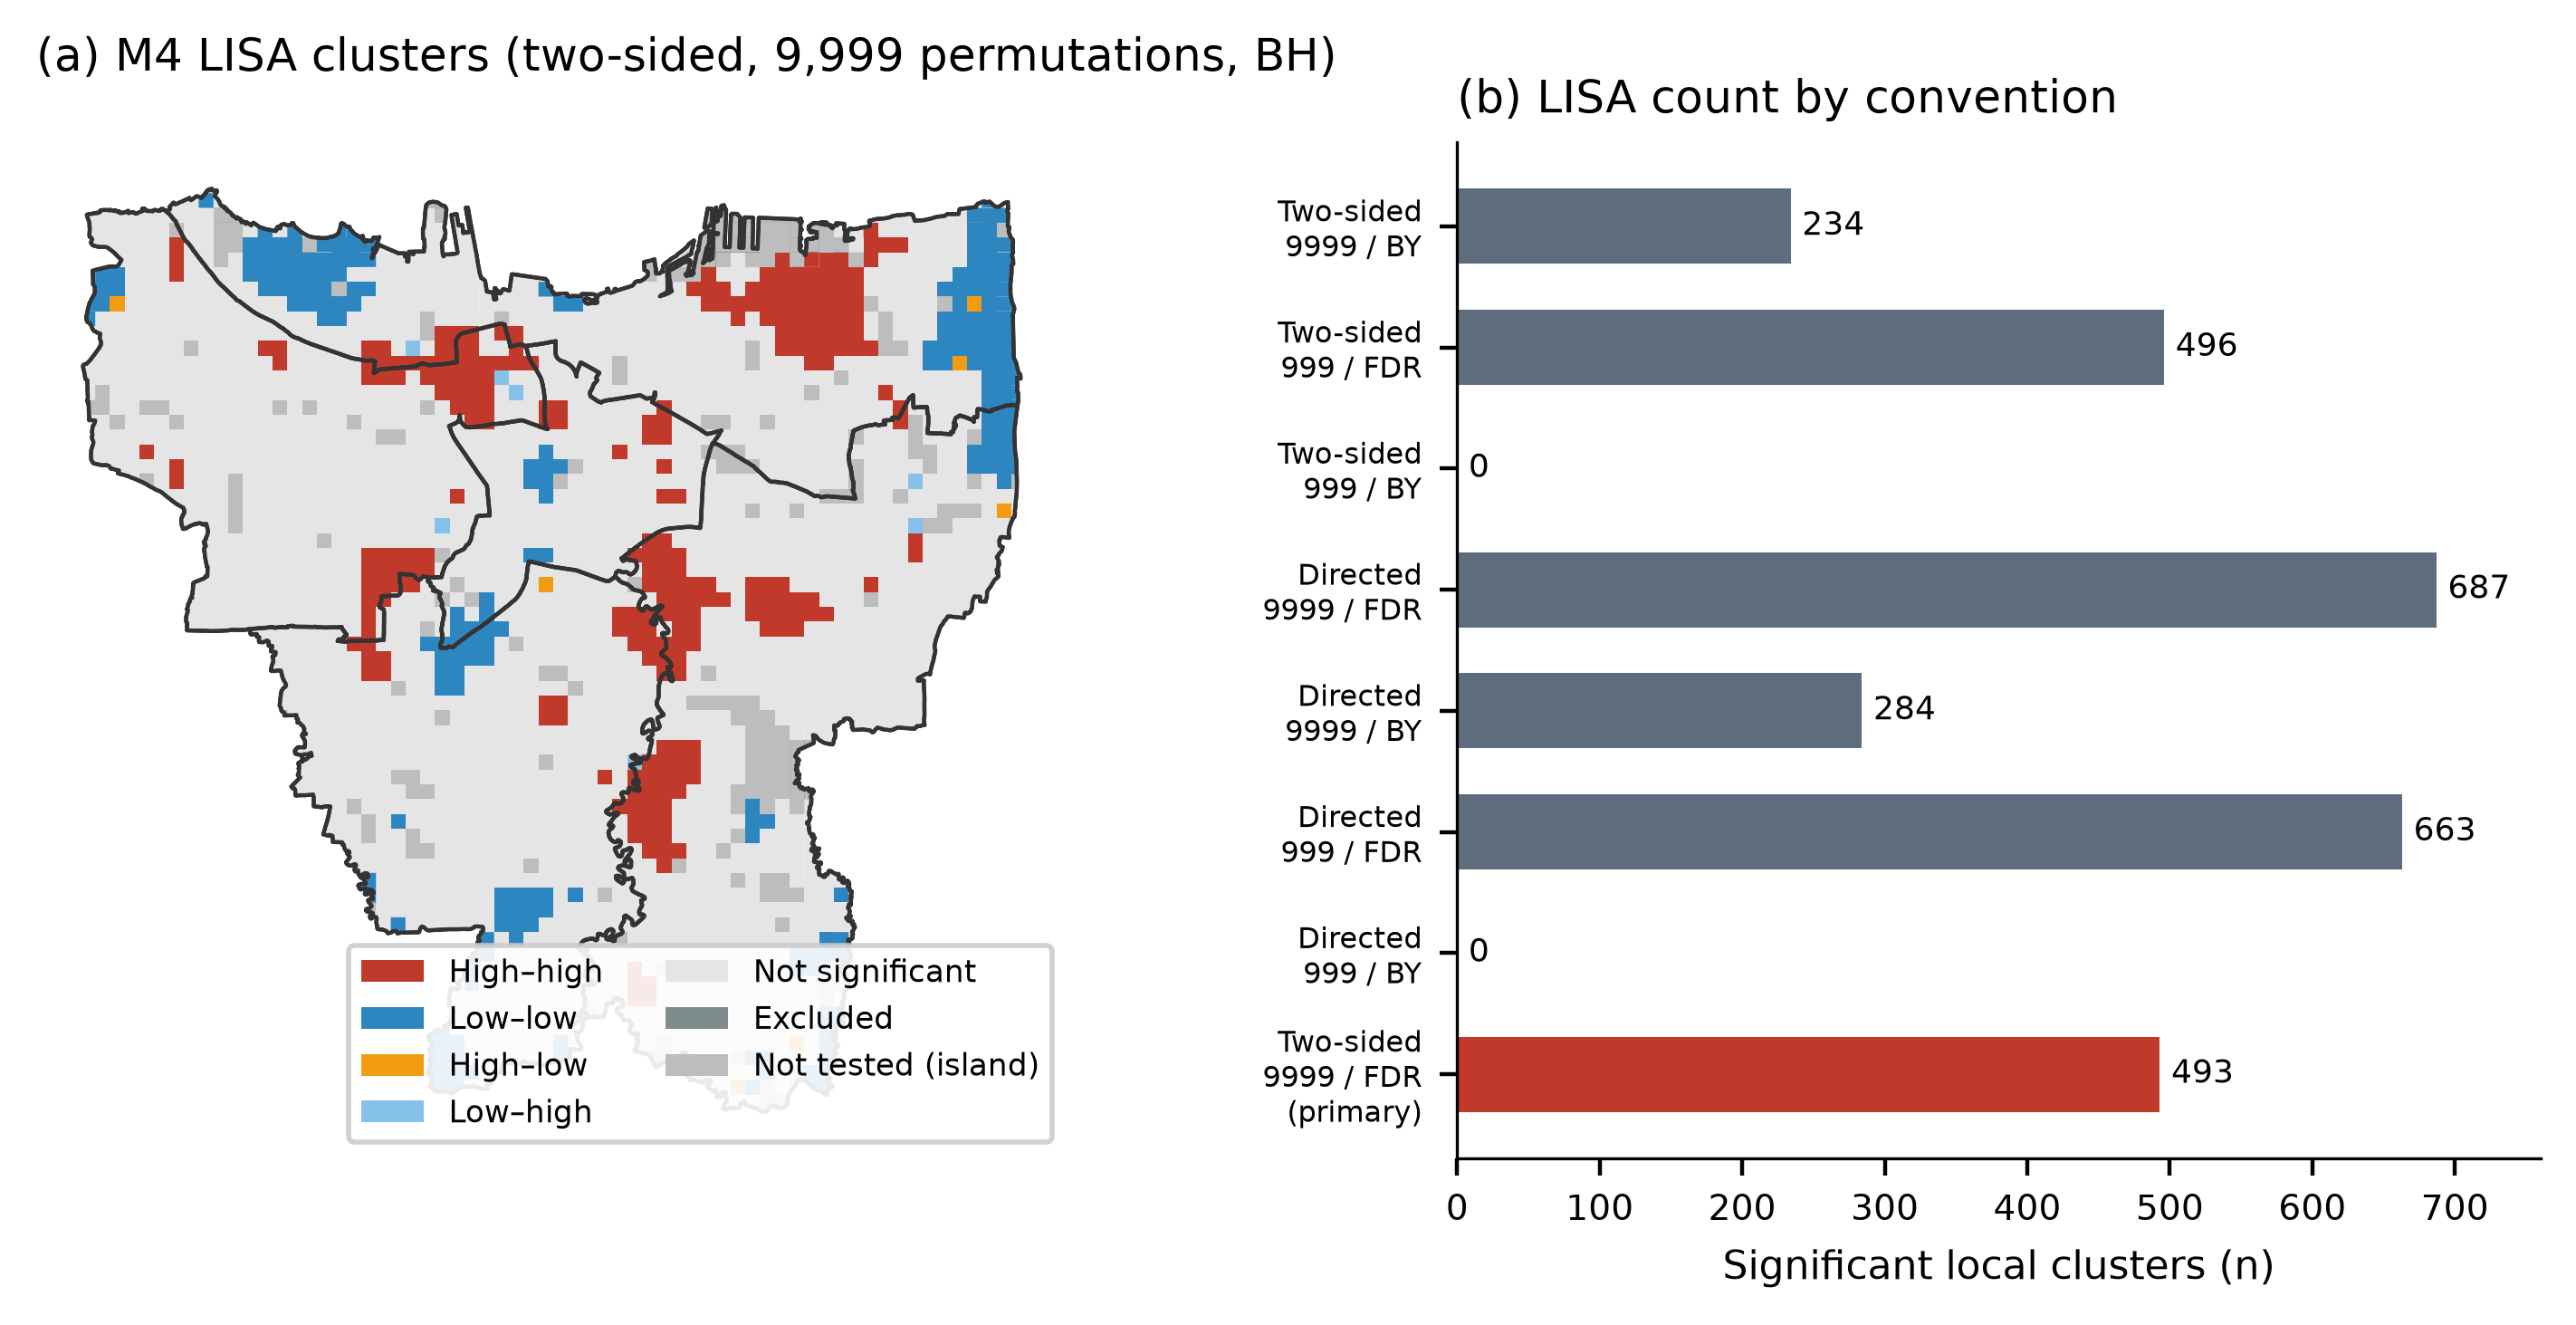 (a) M4 LISA clusters (two-sided, 9,999 permutations, BH)
High–high
Low–low
High–low
Low–high
Not significant
Excluded
Not tested (island)
(b) LISA count by convention
Two-sided
9999 / BY
234
Two-sided
999 / FDR
496
Two-sided
999 / BY
0
Directed
9999 / FDR
687
Directed
9999 / BY
284
Directed
999 / FDR
663
Directed
999 / BY
0
Two-sided
9999 / FDR
(primary)
493
0 100 200 300 400 500 600 700
Significant local clusters (n)